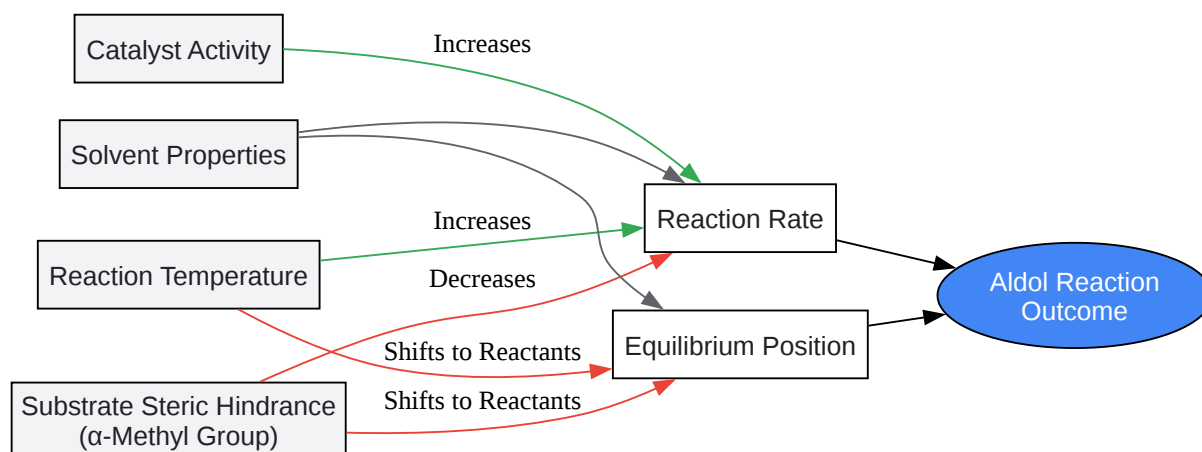 Catalyst Activity
Increases
Solvent Properties
Reaction Rate
Increases
Reaction Temperature
Decreases
Aldol Reaction
Outcome
Equilibrium Position
Shifts to Reactants
Shifts to Reactants
Substrate Steric Hindrance
(α-Methyl Group)